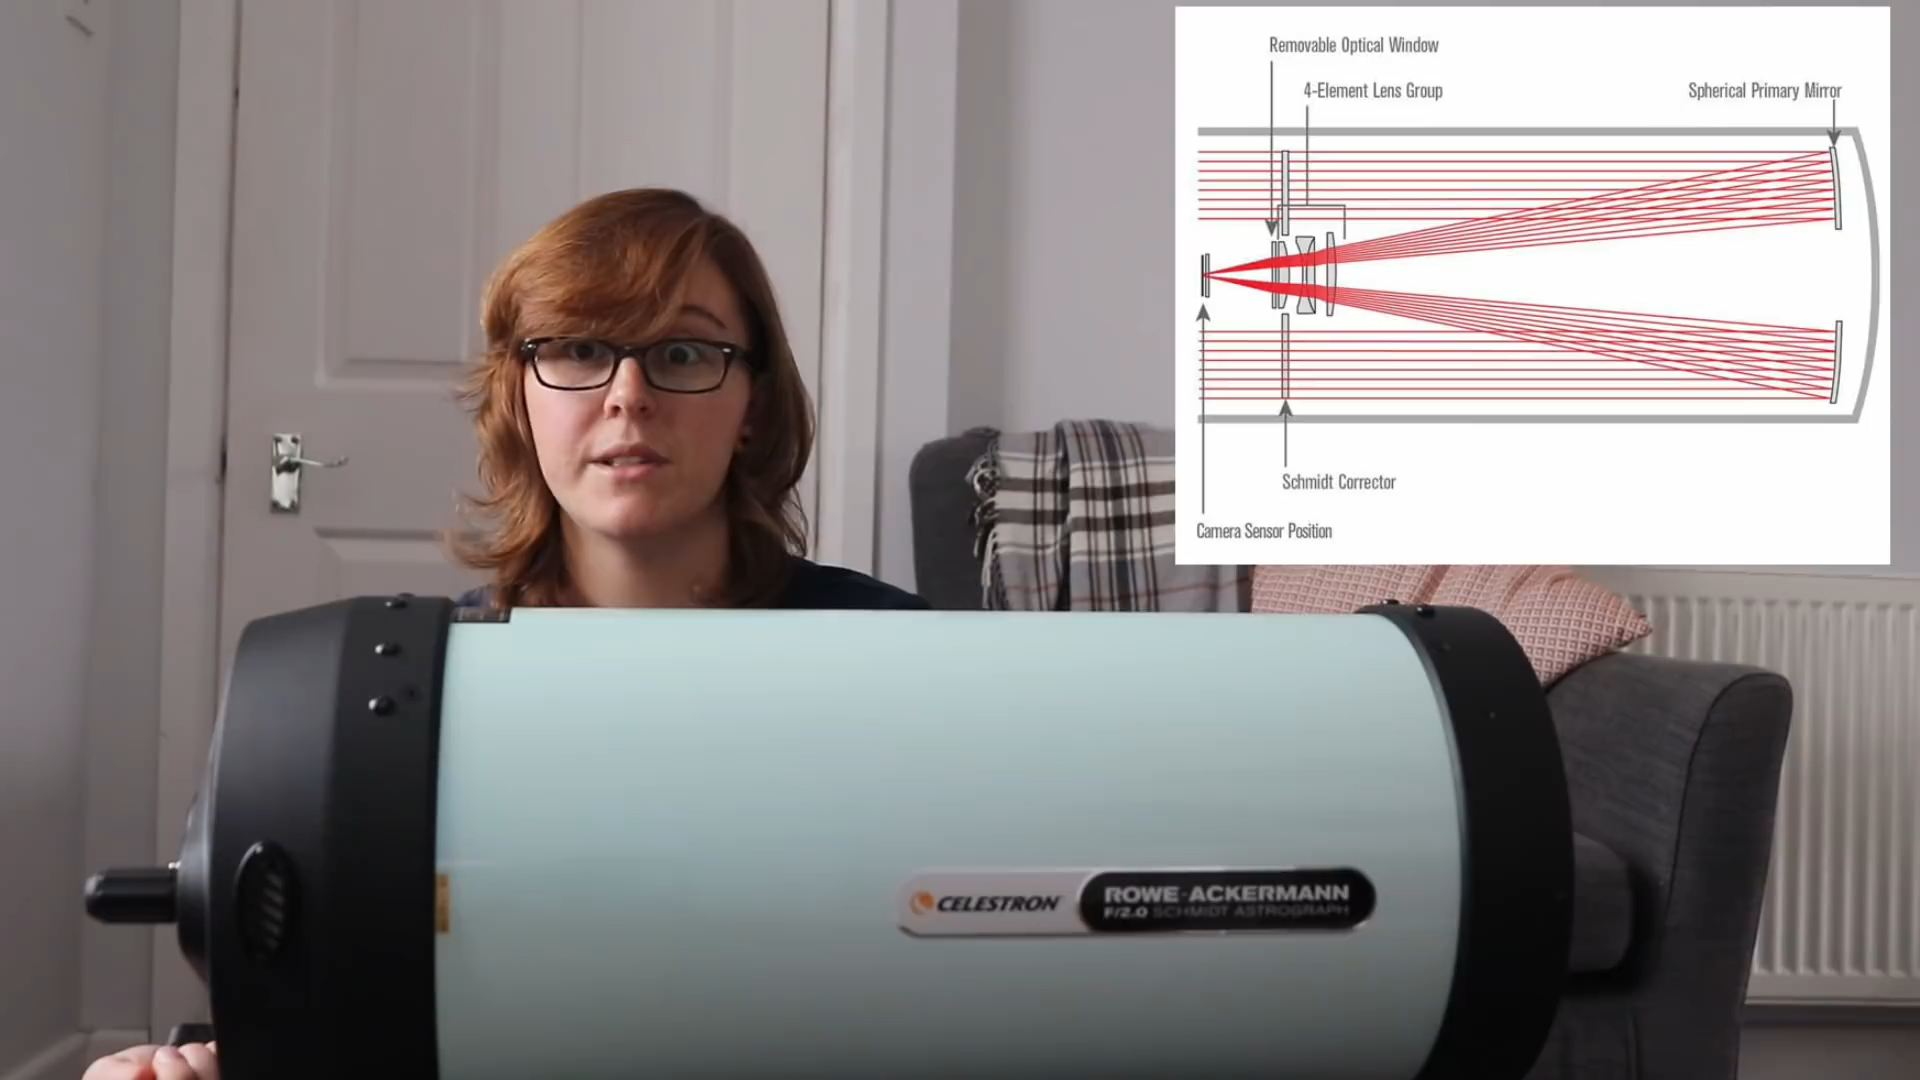 Removable Optical Window
4-Element Lens Group
Spherical Primary Mirror
Schmidt Corrector
Camera Sensor Position
CELESTRON
ROWE-ACKERMANN
F/2.0 SCHMIDT ASTROGRAPH